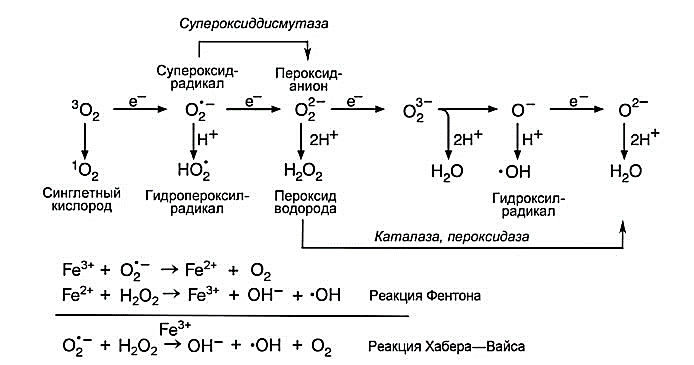 Супероксиддисмутаза
Супероксид-
радикал
Пероксид-
анион
³O₂ e⁻ O₂•⁻ e⁻ O₂²⁻ e⁻ O₂³⁻ O⁻ e⁻ O²⁻
H⁺ 2H⁺ 2H⁺ H⁺ 2H⁺
¹O₂ HO₂• H₂O₂ H₂O •OH H₂O
Синглетный
кислород
Гидропероксил-
радикал
Пероксид
водорода
Гидроксил-
радикал
Каталаза, пероксидаза
Fe³⁺ + O₂•⁻ → Fe²⁺ + O₂
Fe²⁺ + H₂O₂ → Fe³⁺ + OH⁻ + •OH Реакция Фентона
Fe³⁺
O₂•⁻ + H₂O₂ → OH⁻ + •OH + O₂ Реакция Хабера—Вайса